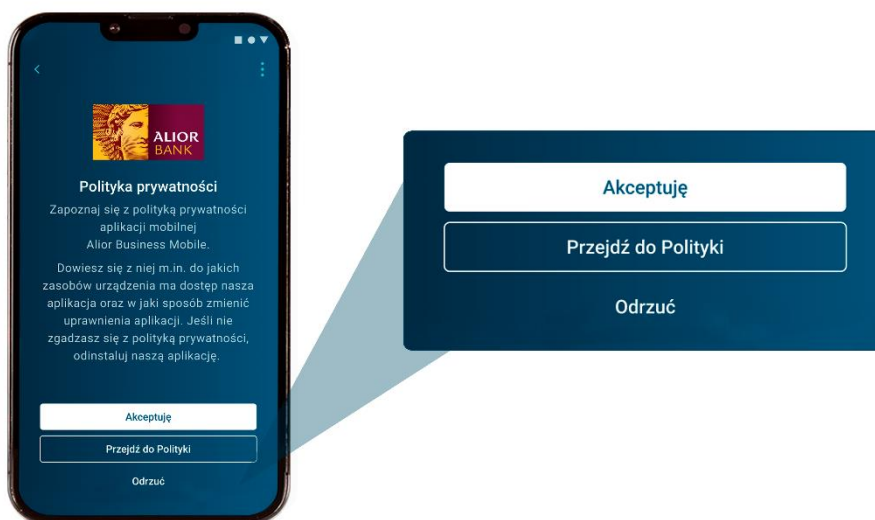 ALIOR
BANK
Polityka prywatności
Zapoznaj się z polityką prywatności
aplikacji mobilnej
Alior Business Mobile.
Dowiesz się z niej m.in. do jakich
zasobów urządzenia ma dostęp nasza
aplikacja oraz w jaki sposób zmienić
uprawnienia aplikacji. Jeśli nie
zgadzasz się z polityką prywatności,
odinstaluj naszą aplikację.
Akceptuję
Przejdź do Polityki
Odrzuć
Akceptuję
Przejdź do Polityki
Odrzuć